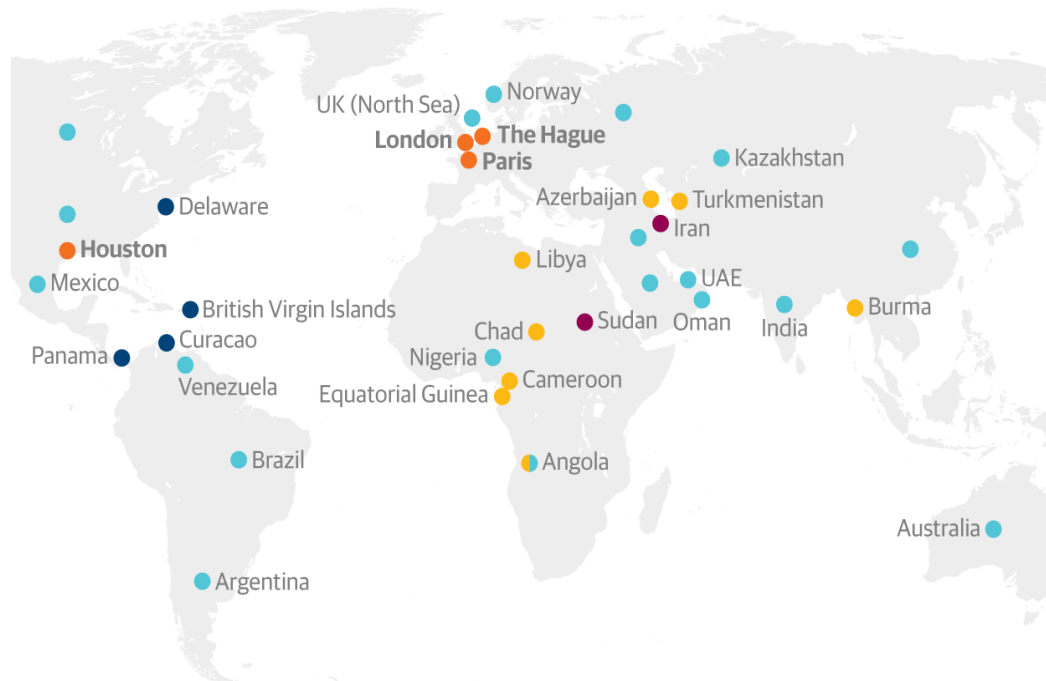 Norway
UK (North Sea)
London
The Hague
Paris
Kazakhstan
Azerbaijan
Turkmenistan
Delaware
Iran
Houston
Libya
Mexico
UAE
British Virgin Islands
Oman
India
Burma
Chad
Sudan
Curacao
Panama
Nigeria
Venezuela
Cameroon
Equatorial Guinea
Brazil
Angola
Australia
Argentina